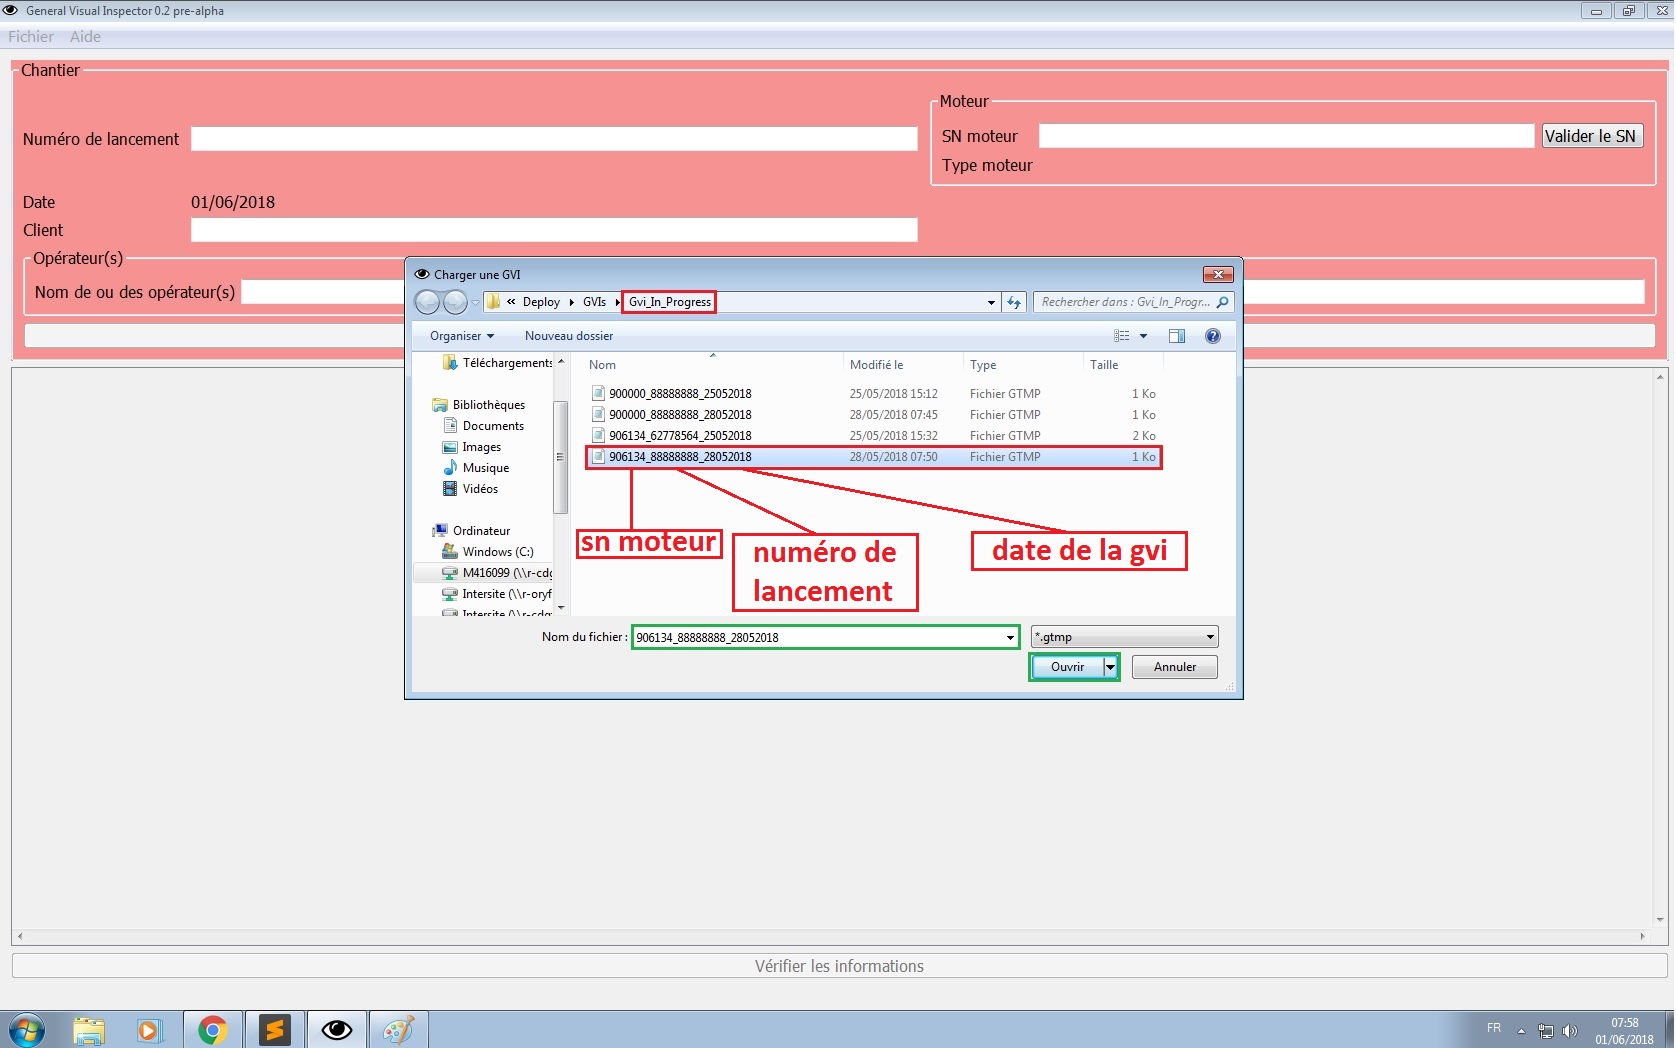 General Visual Inspector 0.2 pre-alpha
Fichier Aide
Chantier
Moteur
Numéro de lancement
SN moteur
Valider le SN
Type moteur
Date 01/06/2018
Client
Opérateur(s)
Nom de ou des opérateur(s)
Charger une GVI
« Deploy GVIs Gvi_In_Progress
Rechercher dans : Gvi_In_Progr...
Organiser Nouveau dossier
Téléchargements
Bibliothèques
Documents
Images
Musique
Vidéos
Ordinateur
Windows (C:)
M416099 (\\r-cdg
Intersite (\\r-oryf
Intersite (\\r-cdg
Nom Modifié le Type Taille
900000_88888888_25052018 25/05/2018 15:12 Fichier GTMP 1 Ko
900000_88888888_28052018 28/05/2018 07:45 Fichier GTMP 1 Ko
906134_62778564_25052018 25/05/2018 15:32 Fichier GTMP 2 Ko
906134_88888888_28052018 28/05/2018 07:50 Fichier GTMP 1 Ko
sn moteur
numéro de
lancement
date de la gvi
Nom du fichier : 906134_88888888_28052018
*.gtmp
Ouvrir Annuler
Vérifier les informations
FR
07:58
01/06/2018